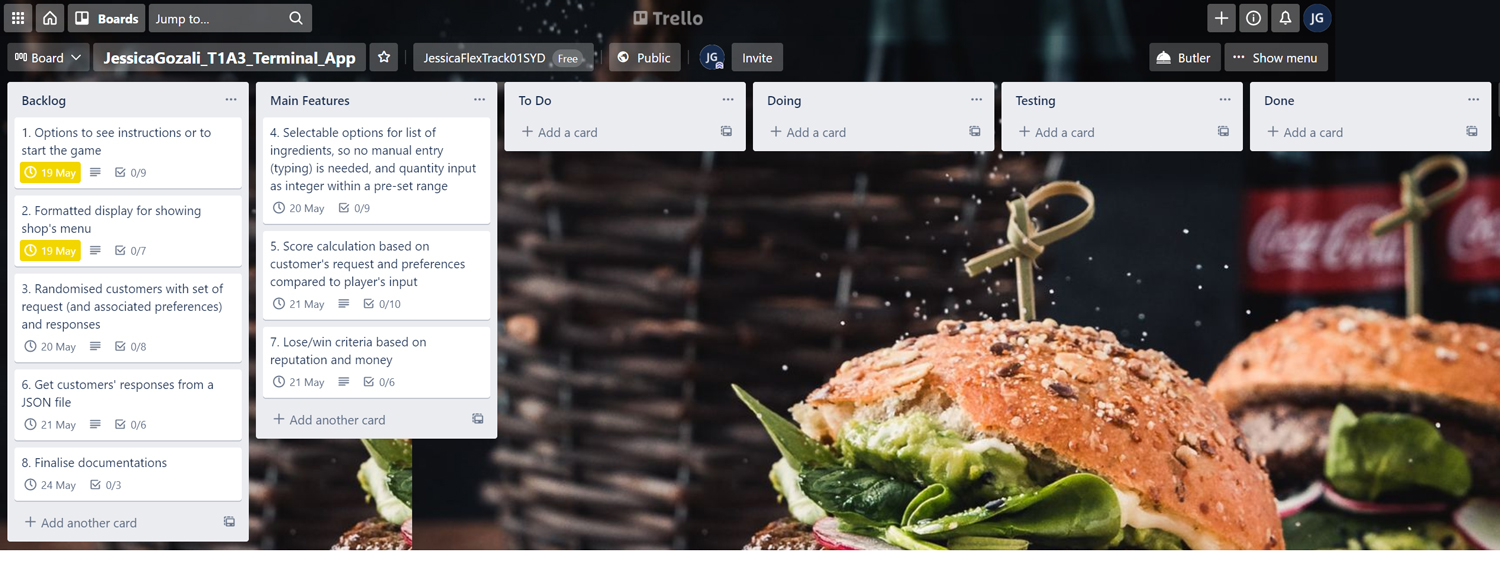 Boards
Jump to...
Trello
JG
Board
JessicaGozali_T1A3_Terminal_App
JessicaFlexTrack01SYD Free
Public
JG
Invite
Butler
··· Show menu
Backlog
1. Options to see instructions or to
start the game
19 May 0/9
2. Formatted display for showing
shop's menu
19 May 0/7
3. Randomised customers with set of
request (and associated preferences)
and responses
20 May 0/8
6. Get customers' responses from a
JSON file
21 May 0/6
8. Finalise documentations
24 May 0/3
+ Add another card
Main Features
4. Selectable options for list of
ingredients, so no manual entry
(typing) is needed, and quantity input
as integer within a pre-set range
20 May 0/9
5. Score calculation based on
customer's request and preferences
compared to player's input
21 May 0/10
7. Lose/win criteria based on
reputation and money
21 May 0/6
+ Add another card
To Do
+ Add a card
Doing
+ Add a card
Testing
+ Add a card
Done
+ Add a card
Coca-Cola